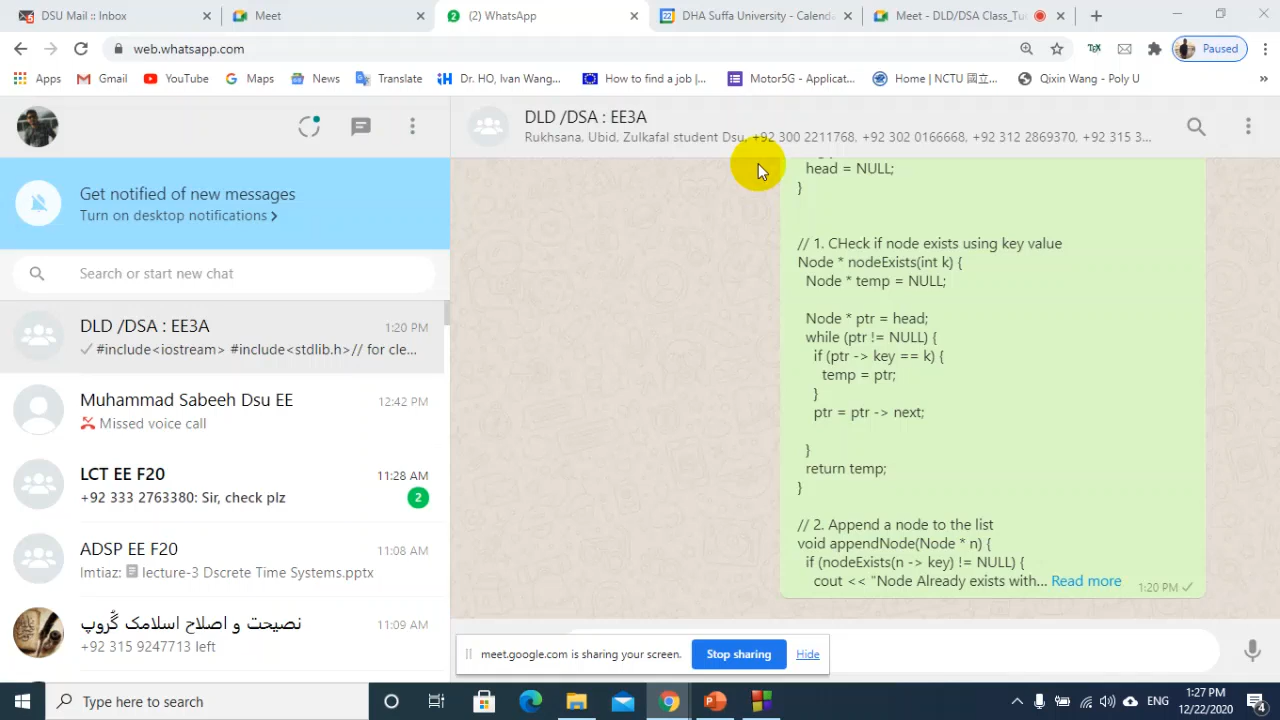 DSU Mail :: Inbox
Meet
(2) WhatsApp
DHA Suffa University - Calenda
Meet - DLD/DSA Class_Tu
web.whatsapp.com
Paused
Apps
Gmail
YouTube
Maps
News
Translate
Dr. HO, Ivan Wang...
How to find a job |...
Motor5G - Applicat...
Home | NCTU 國立...
Qixin Wang - Poly U
»
DLD /DSA : EE3A
Rukhsana, Ubid, Zulkafal student Dsu, +92 300 2211768, +92 302 0166668, +92 312 2869370, +92 315 3...
Get notified of new messages
Turn on desktop notifications
Search or start new chat
DLD /DSA : EE3A
1:20 PM
#include<iostream> #include<stdlib.h>// for cle...
Muhammad Sabeeh Dsu EE
12:42 PM
Missed voice call
LCT EE F20
11:28 AM
+92 333 2763380: Sir, check plz
2
ADSP EE F20
11:08 AM
Imtiaz: lecture-3 Dscrete Time Systems.pptx
نصیحت و اصلاح اسلامک گُروپ
11:09 AM
+92 315 9247713 left
head = NULL;
}
// 1. CHeck if node exists using key value
Node * nodeExists(int k) {
Node * temp = NULL;
Node * ptr = head;
while (ptr != NULL) {
if (ptr -> key == k) {
temp = ptr;
}
ptr = ptr -> next;
}
return temp;
}
// 2. Append a node to the list
void appendNode(Node * n) {
if (nodeExists(n -> key) != NULL) {
cout << "Node Already exists with... Read more
1:20 PM
meet.google.com is sharing your screen.
Stop sharing
Hide
Type here to search
ENG
1:27 PM
12/22/2020
4